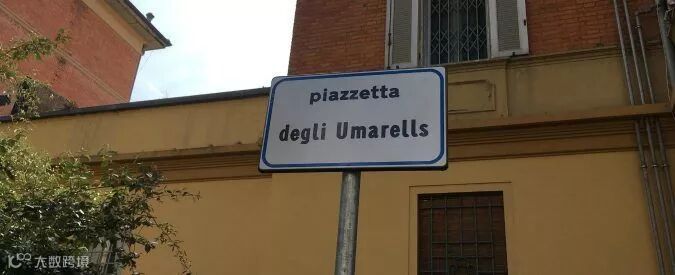 piazzetta
degli Umarells
大数跨境